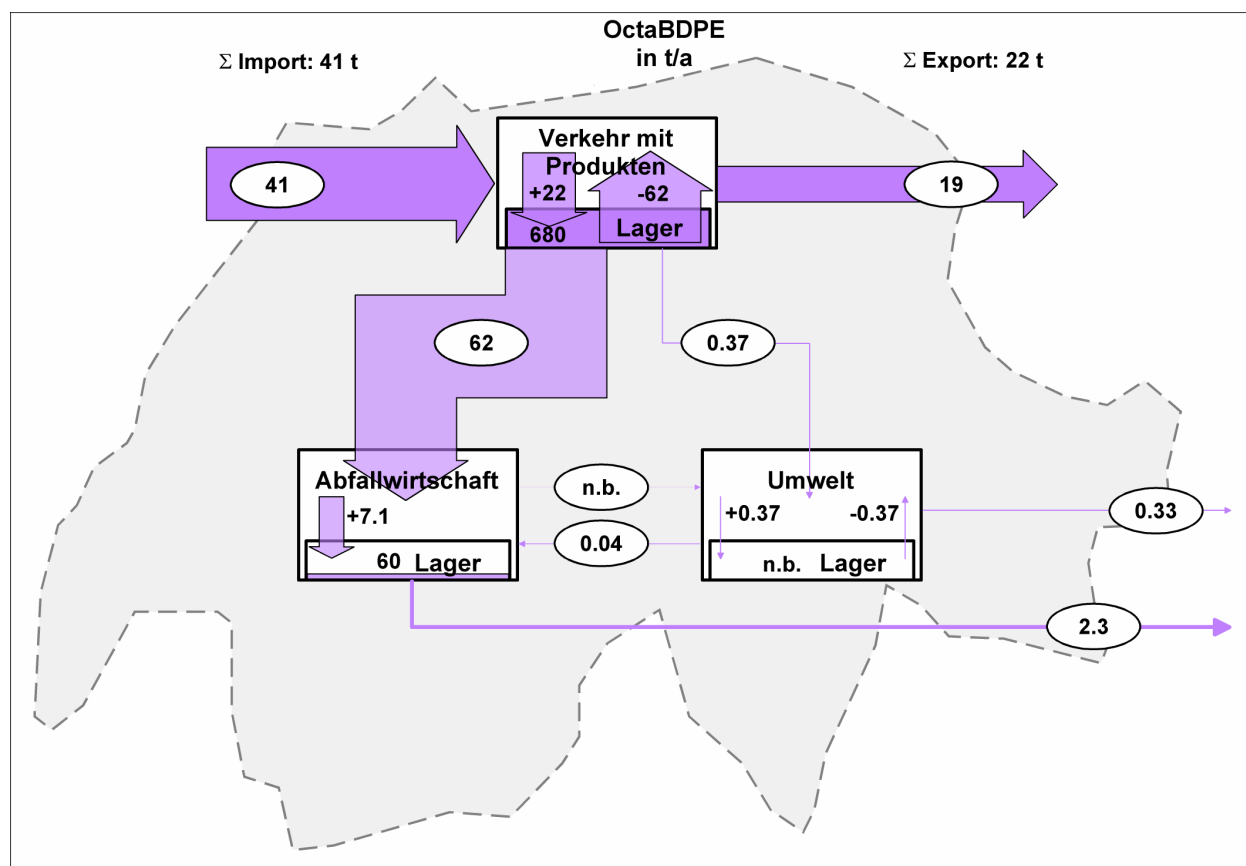 OctaBDPE
in t/a
Σ Import: 41 t
Σ Export: 22 t
Verkehr mit
Produkten
41
+22
-62
19
680
Lager
62
0.37
Abfallwirtschaft
n.b.
Umwelt
+7.1
+0.37
-0.37
0.33
0.04
60
Lager
n.b.
Lager
2.3